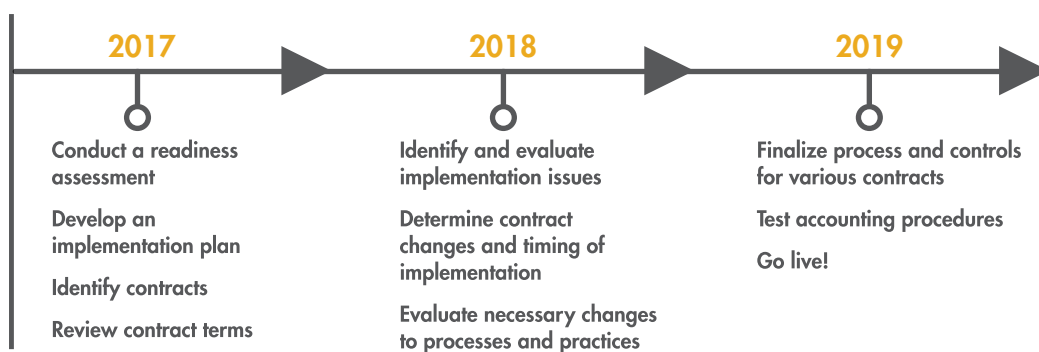 2017
Conduct a readiness
assessment
Develop an
implementation plan
Identify contracts
Review contract terms
2018
Identify and evaluate
implementation issues
Determine contract
changes and timing of
implementation
Evaluate necessary changes
to processes and practices
2019
Finalize process and controls
for various contracts
Test accounting procedures
Go live!